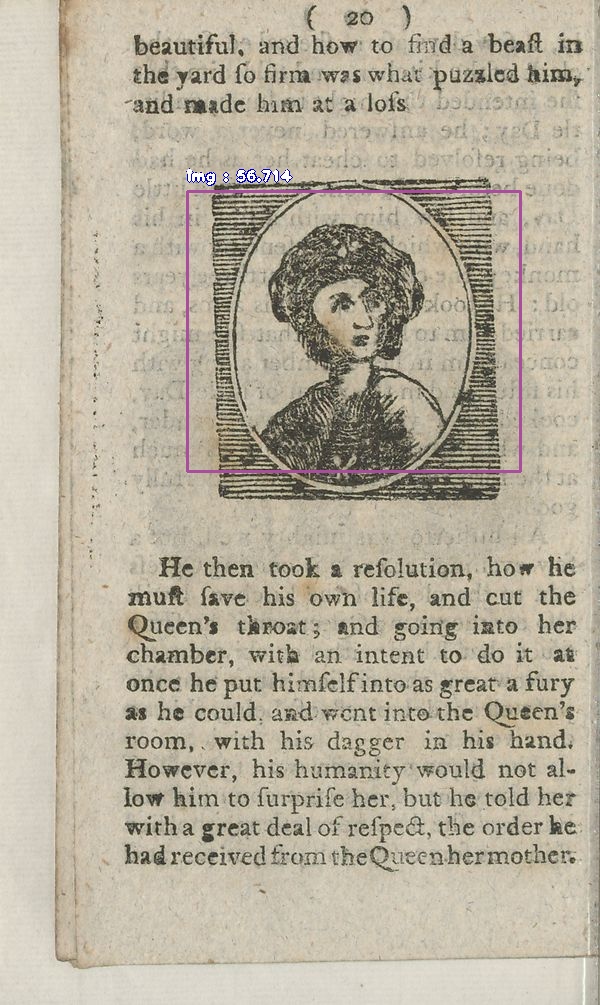 ( 20 )
beautiful, and how to find a beaſt in
the yard ſo firm was what puzzled him,
and made him at a loſs
Img : 56.714
He then took a reſolution, how he
muſt ſave his own life, and cut the
Queen's throat; and going into her
chamber, with an intent to do it at
once he put himſelf into as great a fury
as he could, and went into the Queen's
room, with his dagger in his hand.
However, his humanity would not al-
low him to ſurpriſe her, but he told her
with a great deal of reſpect, the order he
had received from the Queen her mother.